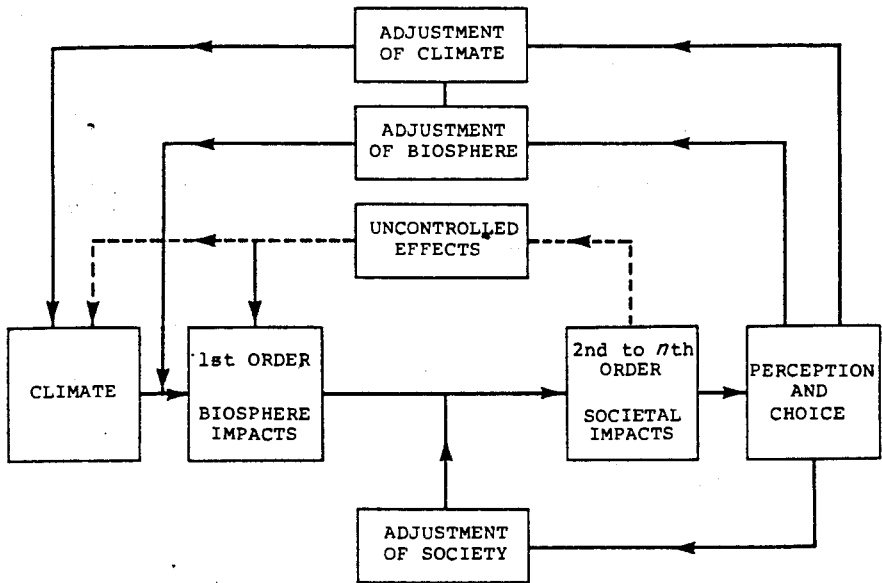 ADJUSTMENT
OF CLIMATE
ADJUSTMENT
OF BIOSPHERE
UNCONTROLLED
EFFECTS
CLIMATE
1st ORDER
BIOSPHERE
IMPACTS
2nd to nth
ORDER
SOCIETAL
IMPACTS
PERCEPTION
AND
CHOICE
ADJUSTMENT
OF SOCIETY